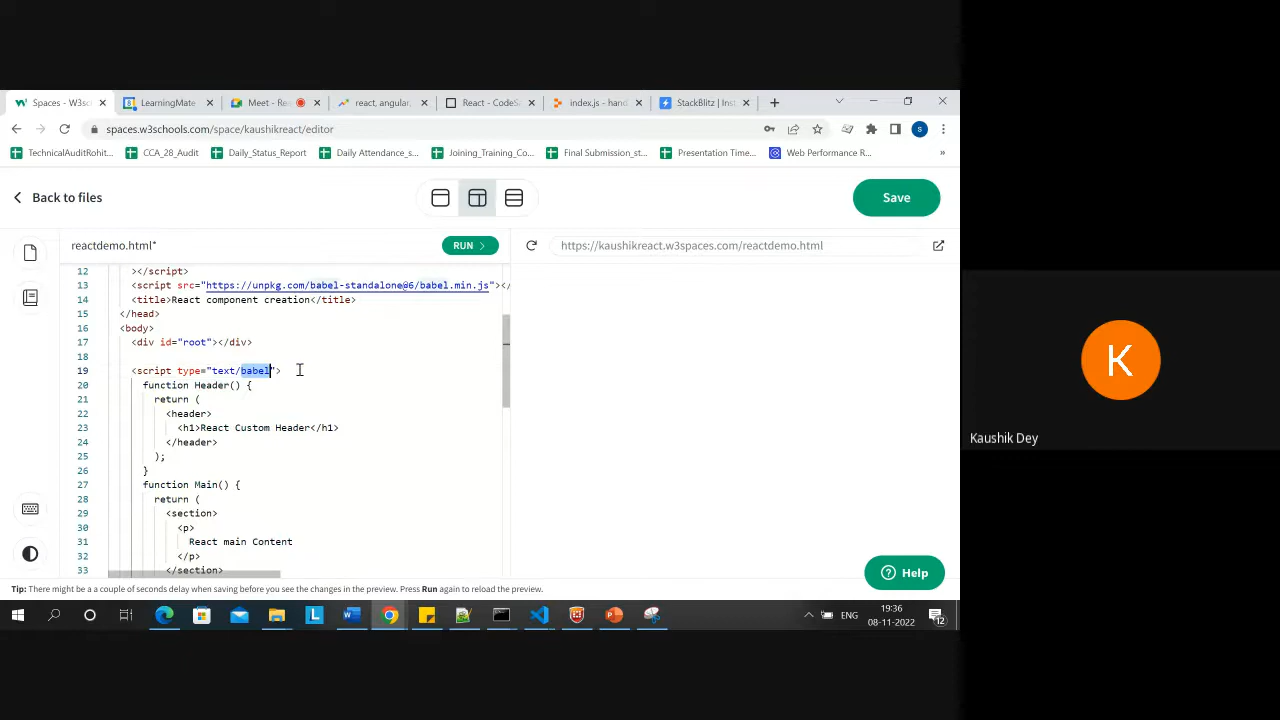 Spaces - W3sc
LearningMate
Meet - Re
react, angular,
React - CodeS
index.js - hand
StackBlitz | Inst
spaces.w3schools.com/space/kaushikreact/editor
TechnicalAuditRohit...
CCA_28_Audit
Daily_Status_Report
Daily Attendance_s...
Joining_Training_Co...
Final Submission_st...
Presentation Time...
Web Performance R...
»
Back to files
Save
reactdemo.html*
RUN
https://kaushikreact.w3spaces.com/reactdemo.html
12 ></script>
13 <script src="https://unpkg.com/babel-standalone@6/babel.min.js"></
14 <title>React component creation</title>
15 </head>
16 <body>
17 <div id="root"></div>
18
19 <script type="text/babel">
20 function Header() {
21 return (
22 <header>
23 <h1>React Custom Header</h1>
24 </header>
25 );
26 }
27 function Main() {
28 return (
29 <section>
30 <p>
31 React main Content
32 </p>
33 </section>
Help
Tip: There might be a a couple of seconds delay when saving before you see the changes in the preview. Press Run again to reload the preview.
ENG
19:36
08-11-2022
12
K
Kaushik Dey